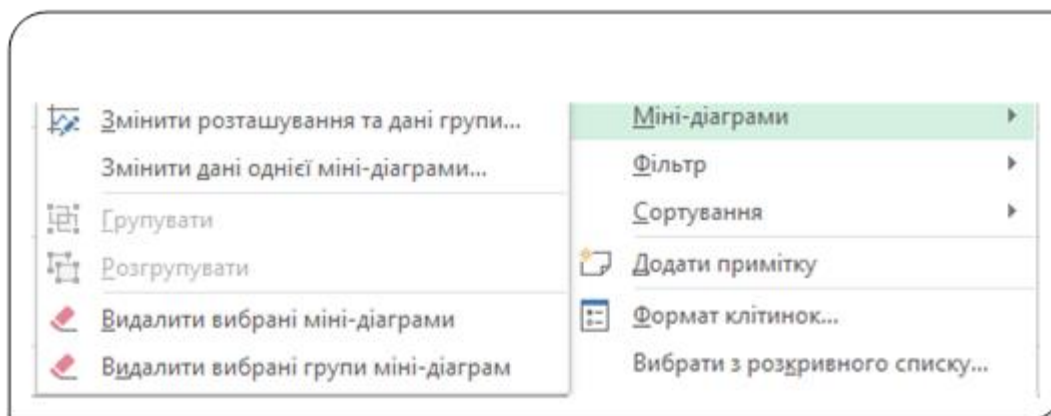 Змінити розташування та дані групи...
Змінити дані однієї міні-діаграми...
Групувати
Розгрупувати
Видалити вибрані міні-діаграми
Видалити вибрані групи міні-діаграм
Міні-діаграми
Фільтр
Сортування
Додати примітку
Формат клітинок...
Вибрати з розкривного списку...